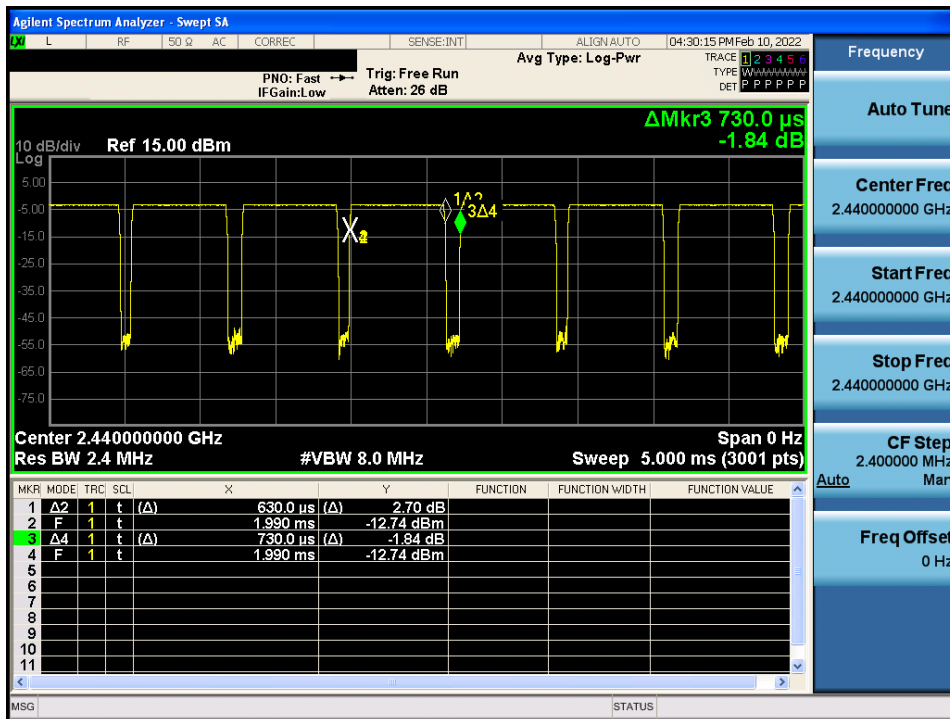 Agilent Spectrum Analyzer - Swept SA
LXI L RF 50 Ω AC CORREC SENSE:INT ALIGN AUTO 04:30:15 PM Feb 10, 2022
Avg Type: Log-Pwr
TRACE 1 2 3 4 5 6
TYPE
DET P P P P P P
PNO: Fast
IFGain:Low
Trig: Free Run
Atten: 26 dB
ΔMkr3 730.0 µs
-1.84 dB
10 dB/div
Log
Ref 15.00 dBm
5.00
-5.00
-15.0
-25.0
-35.0
-45.0
-55.0
-65.0
-75.0
3Δ4
Center 2.440000000 GHz
Span 0 Hz
Res BW 2.4 MHz
#VBW 8.0 MHz
Sweep 5.000 ms (3001 pts)
MKR MODE TRC SCL X Y FUNCTION FUNCTION WIDTH FUNCTION VALUE
1 Δ2 1 t (Δ) 630.0 µs (Δ) 2.70 dB
2 F 1 t 1.990 ms -12.74 dBm
3 Δ4 1 t (Δ) 730.0 µs (Δ) -1.84 dB
4 F 1 t 1.990 ms -12.74 dBm
5
6
7
8
9
10
11
MSG
STATUS
Frequency
Auto Tune
Center Freq
2.440000000 GHz
Start Freq
2.440000000 GHz
Stop Freq
2.440000000 GHz
CF Step
2.400000 MHz
Auto Man
Freq Offset
0 Hz